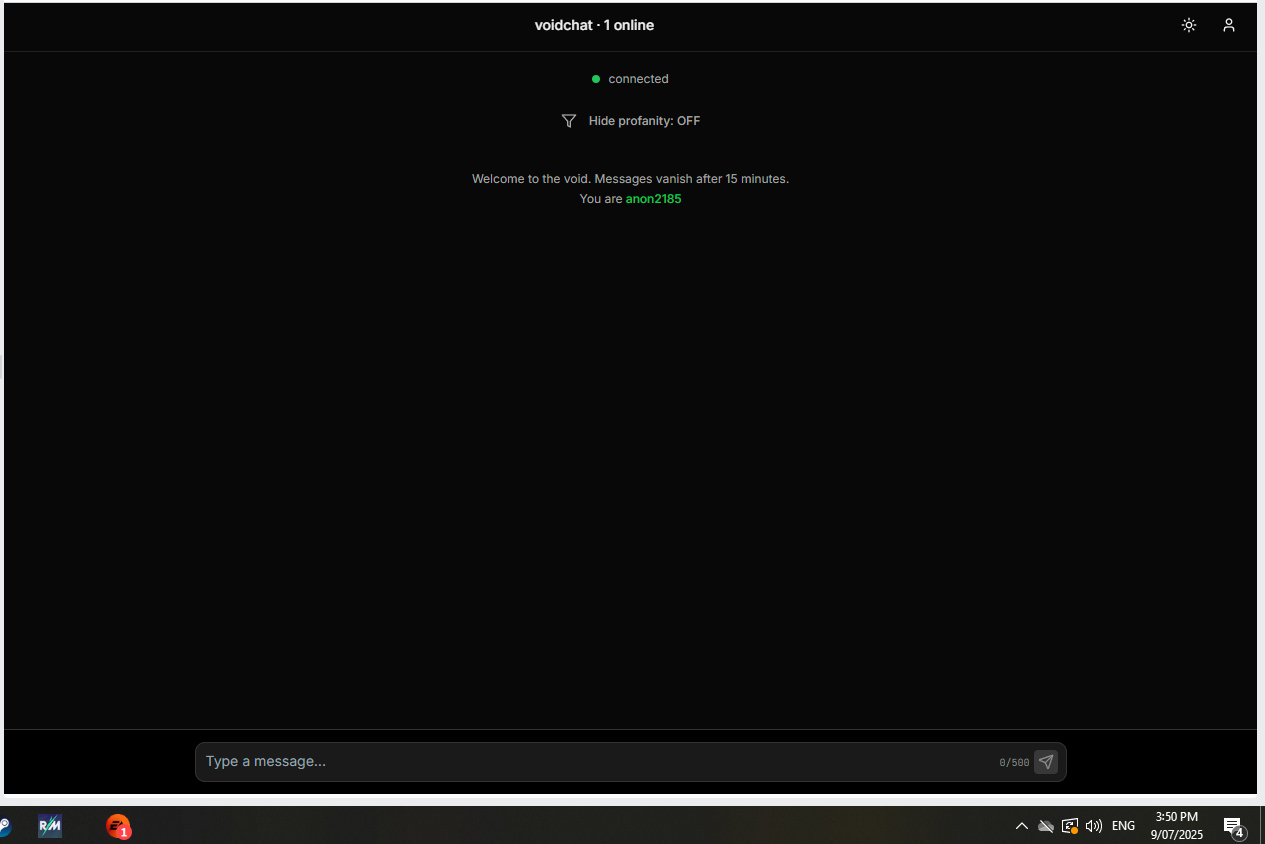 voidchat · 1 online
connected
Hide profanity: OFF
Welcome to the void. Messages vanish after 15 minutes.
You are anon2185
Type a message...
0/500
R/M
1
ENG
3:50 PM
9/07/2025
4